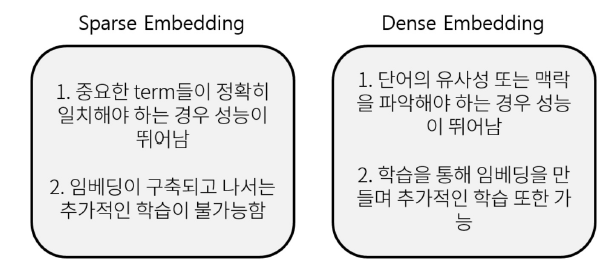 Sparse Embedding
1. 중요한 term들이 정확히
일치해야 하는 경우 성능이
뛰어남
2. 임베딩이 구축되고 나서는
추가적인 학습이 불가능함
Dense Embedding
1. 단어의 유사성 또는 맥락
을 파악해야 하는 경우 성능
이 뛰어남
2. 학습을 통해 임베딩을 만
들며 추가적인 학습 또한 가
능